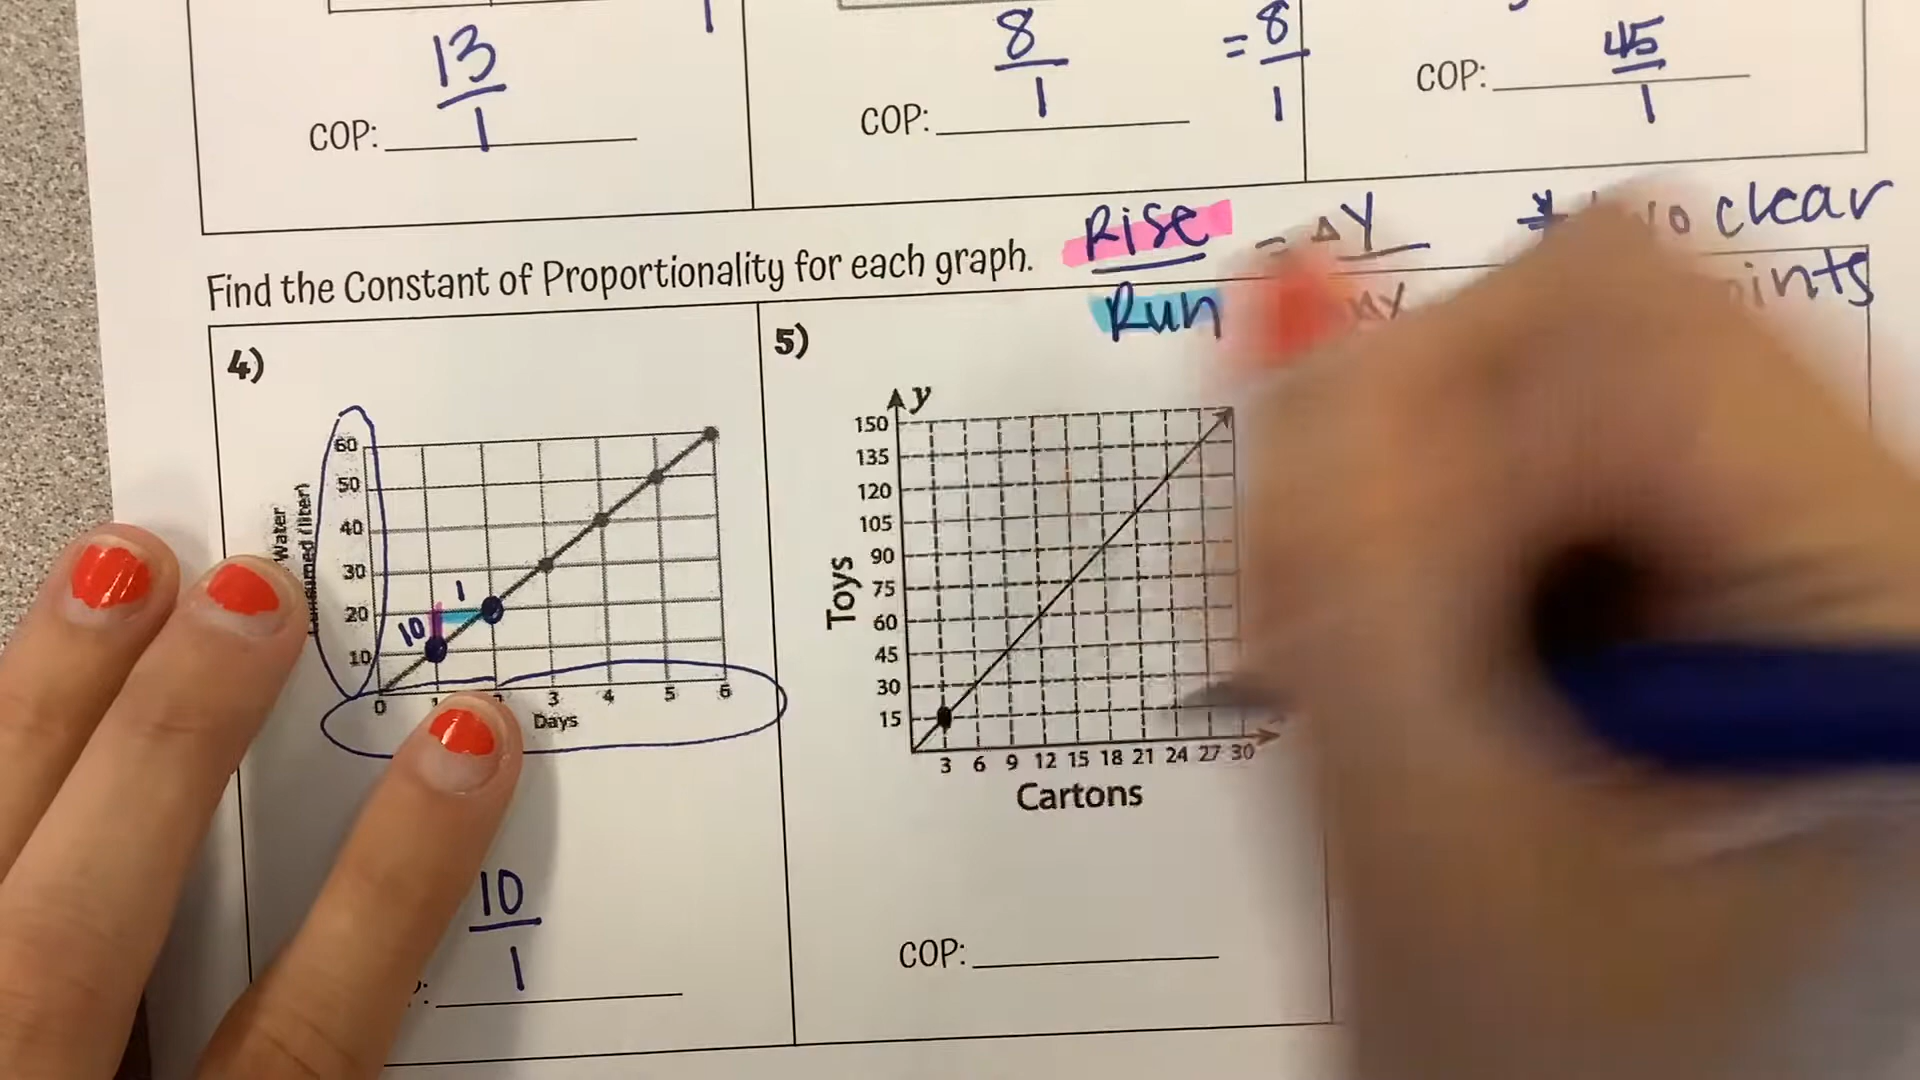 13
1
COP:
8
1
COP:
= 8
1
45
1
COP:
Find the Constant of Proportionality for each graph.
Rise = ΔY
Run
clear
4)
Water
60
50
40
30
20
10
10
1
0 3 4 5 6
Days
10
1
5)
y
150
135
120
105
90
75
60
45
30
15
Toys
3 6 9 12 15 18 21 24 27 30
Cartons
COP: